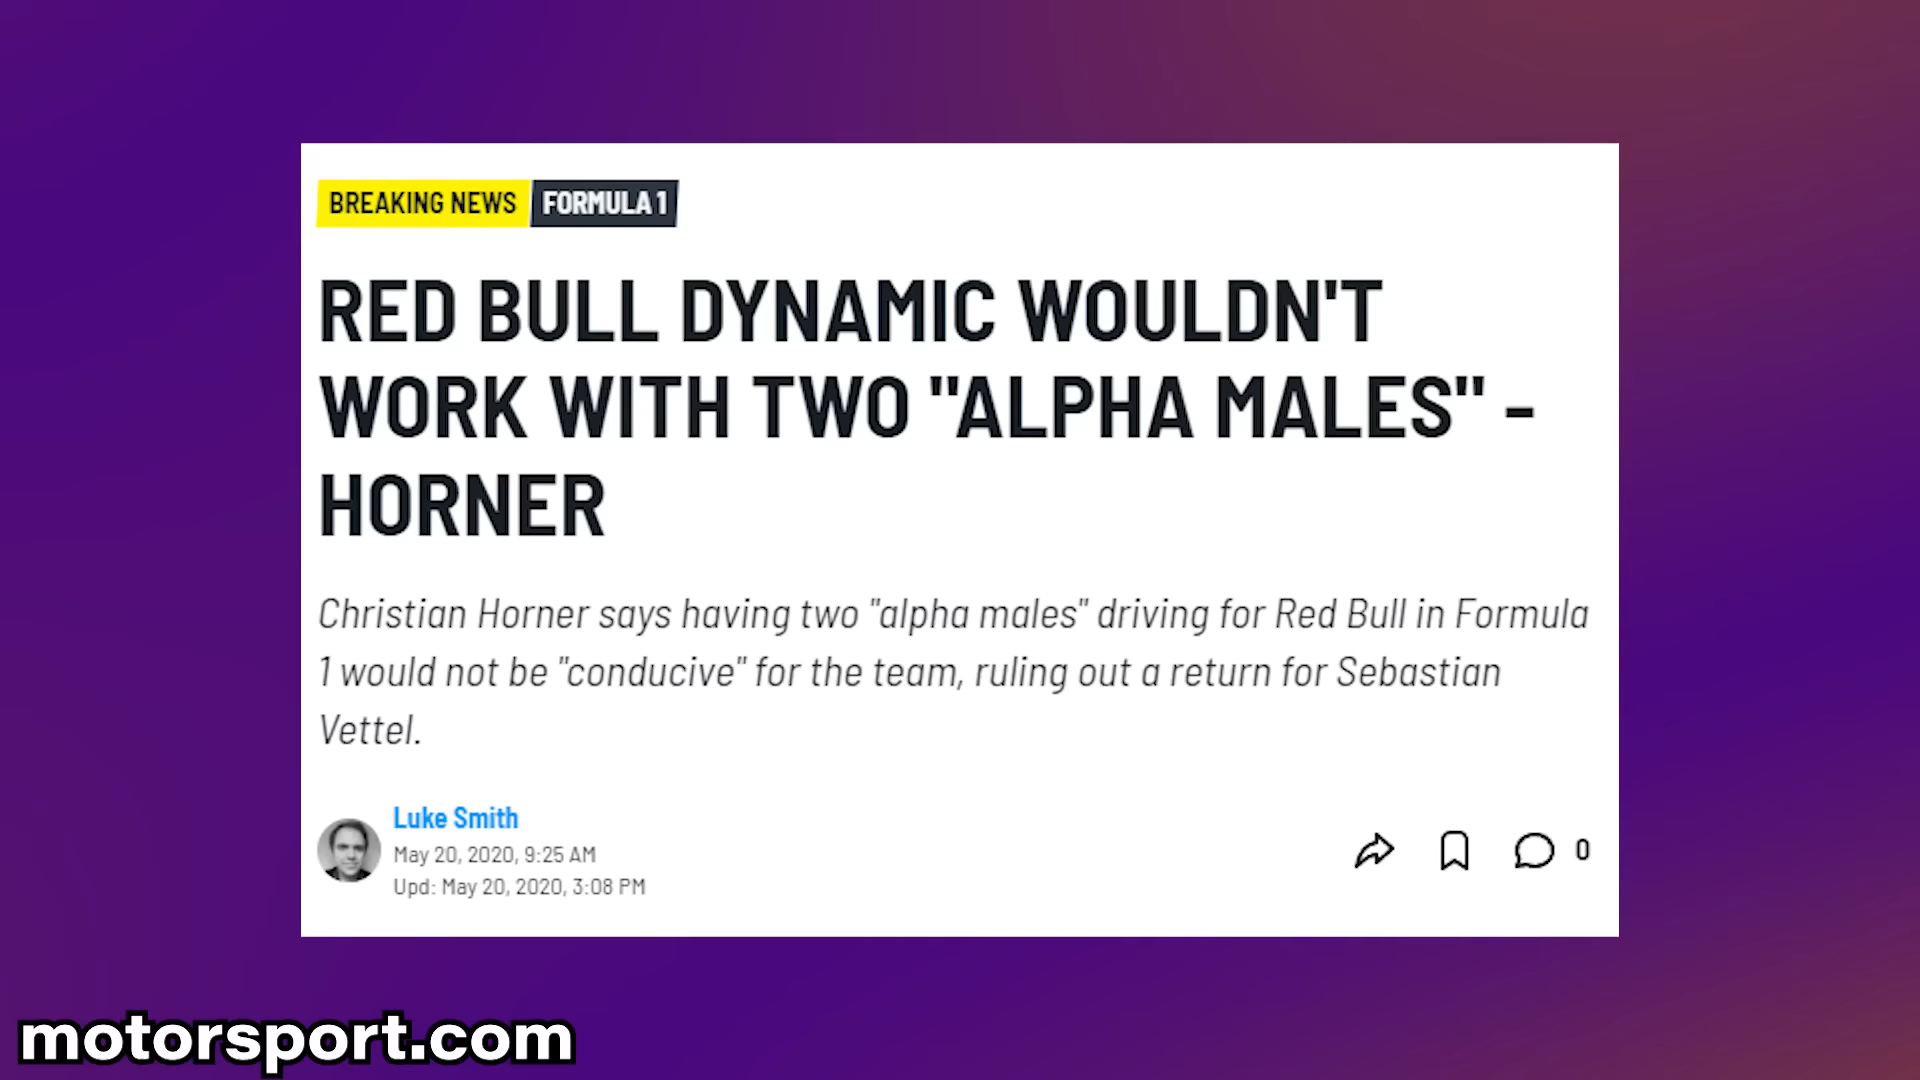 BREAKING NEWS FORMULA 1
RED BULL DYNAMIC WOULDN'T
WORK WITH TWO "ALPHA MALES" -
HORNER
Christian Horner says having two "alpha males" driving for Red Bull in Formula
1 would not be "conducive" for the team, ruling out a return for Sebastian
Vettel.
Luke Smith
May 20, 2020, 9:25 AM
Upd: May 20, 2020, 3:08 PM
0
motorsport.com